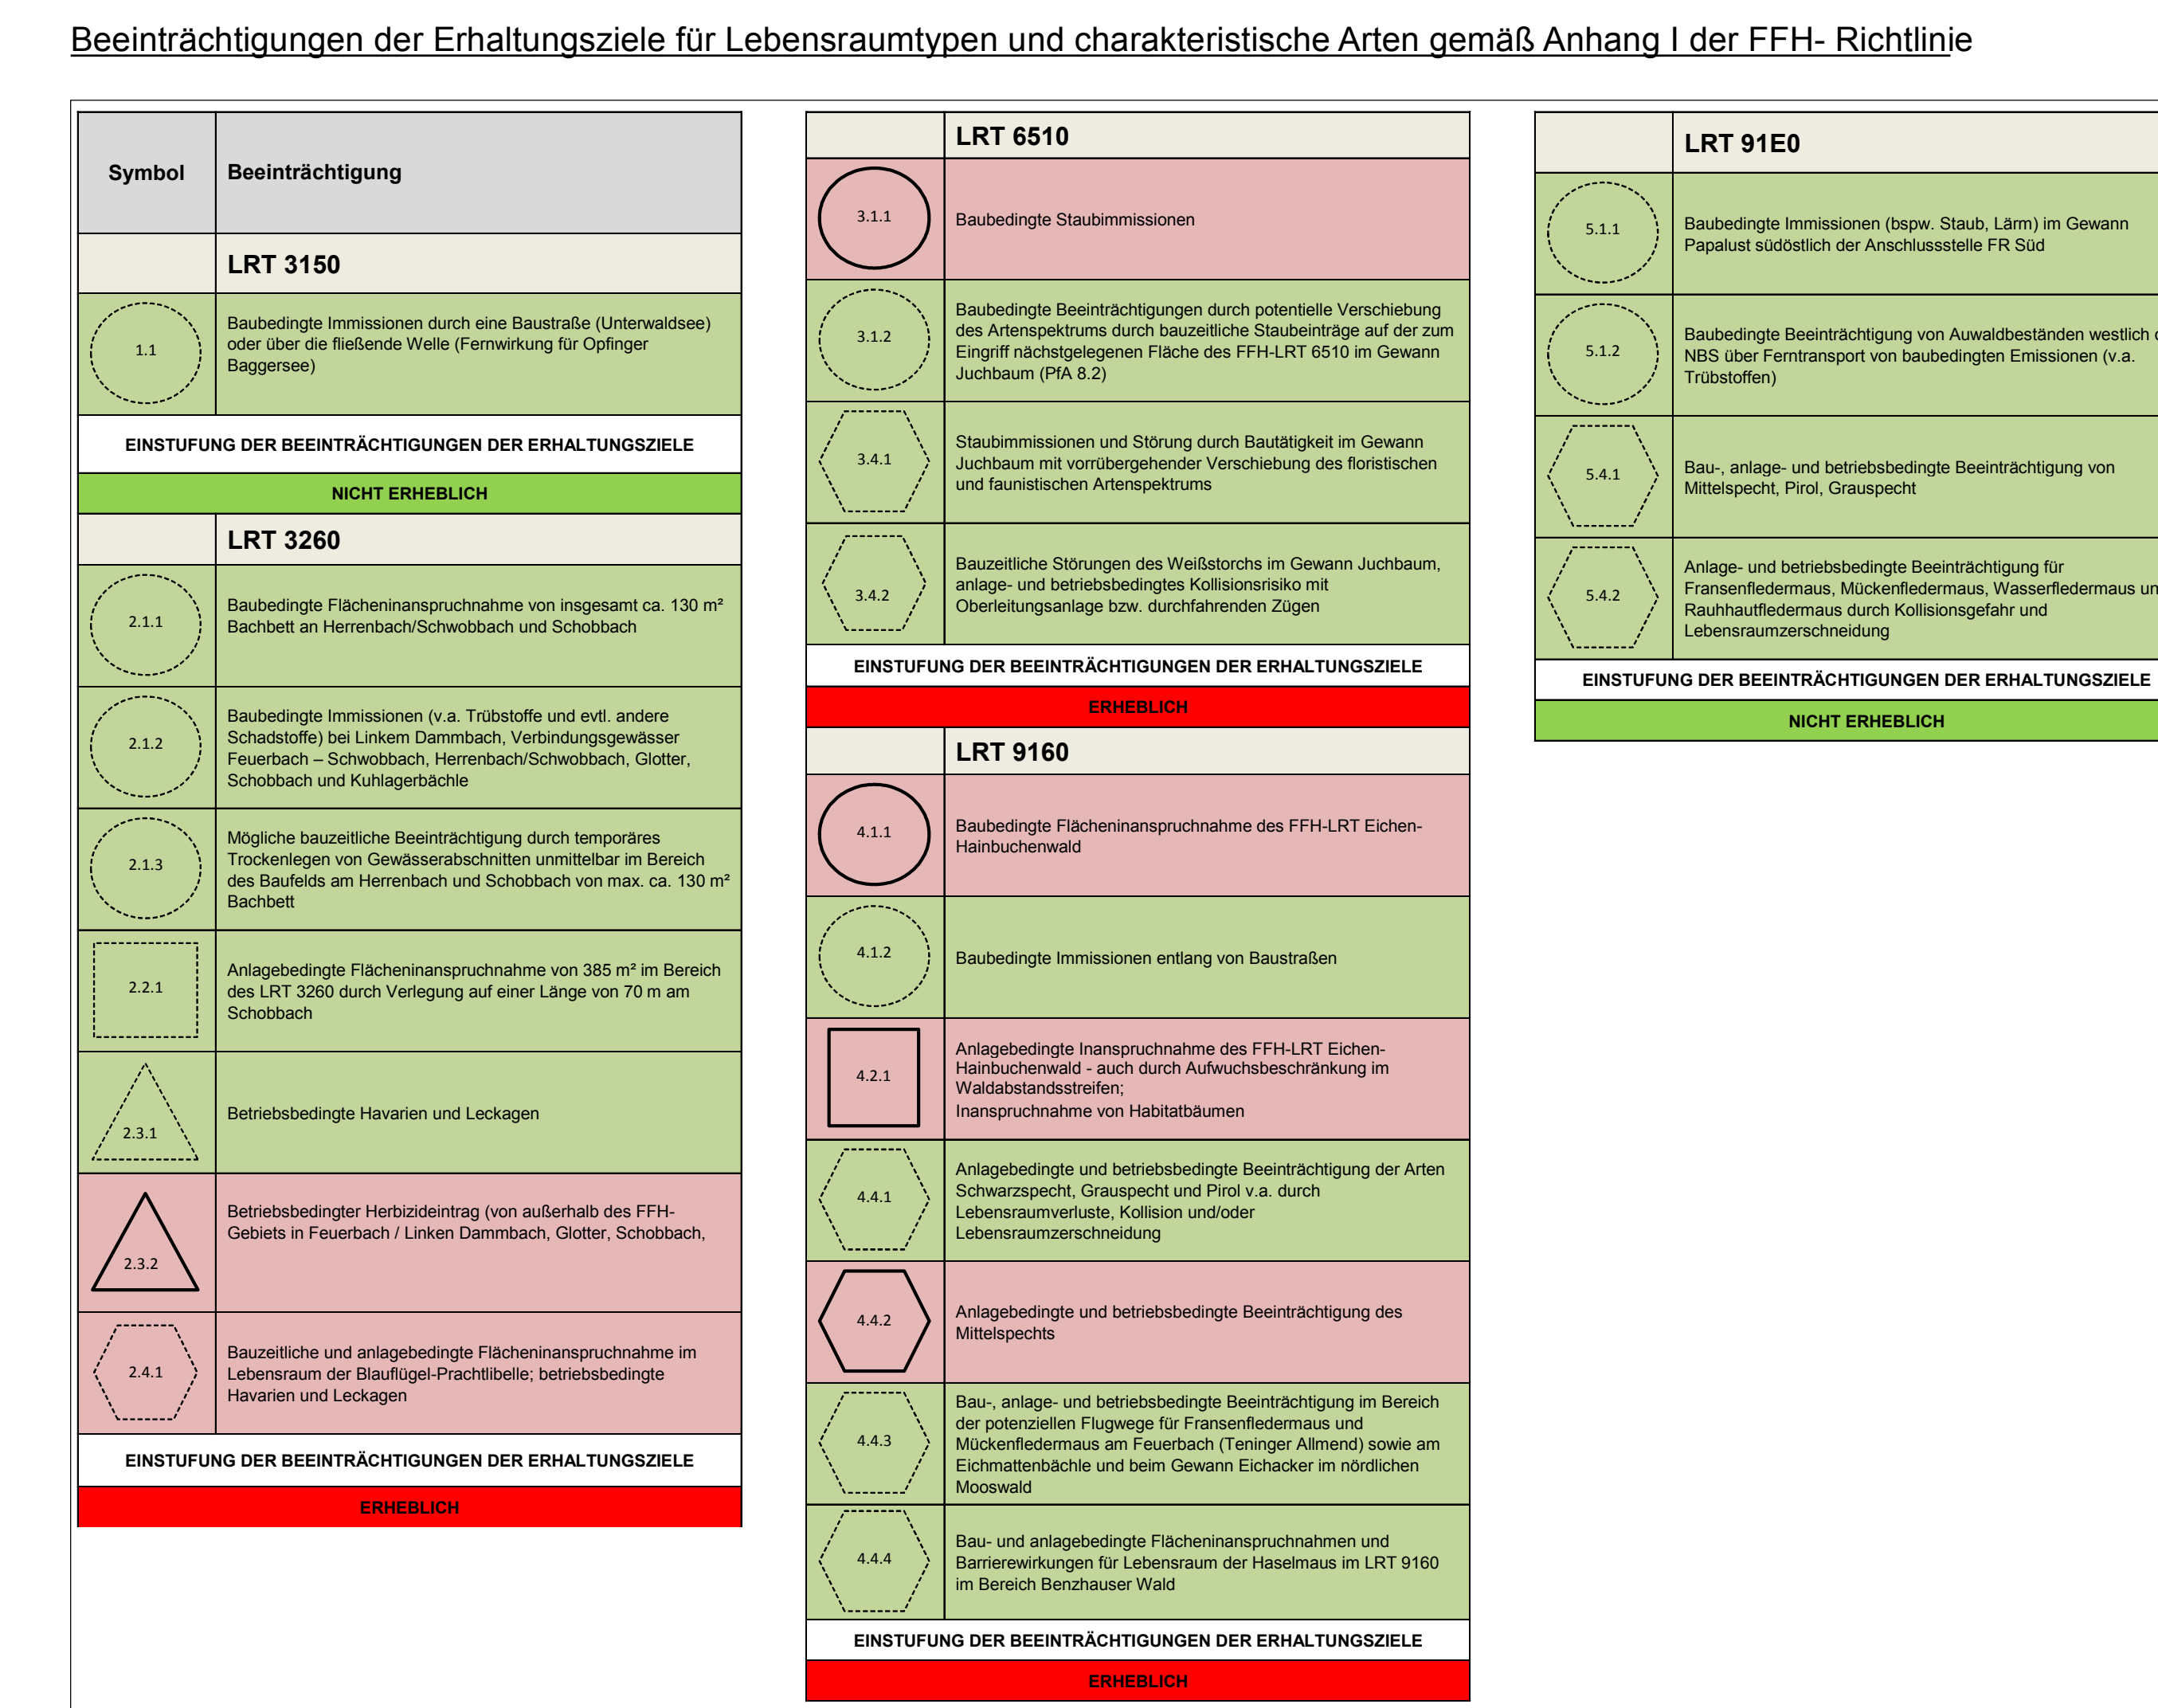 Beeinträchtigungen der Erhaltungsziele für Lebensraumtypen und charakteristische Arten gemäß Anhang I der FFH- Richtlinie
Symbol
Beeinträchtigung
LRT 3150
1.1
Baubedingte Immissionen durch eine Baustraße (Unterwaldsee)
oder über die fließende Welle (Fernwirkung für Opfinger
Baggersee)
EINSTUFUNG DER BEEINTRÄCHTIGUNGEN DER ERHALTUNGSZIELE
NICHT ERHEBLICH
LRT 3260
2.1.1
Baubedingte Flächeninanspruchnahme von insgesamt ca. 130 m²
Bachbett an Herrenbach/Schwobbach und Schobbach
2.1.2
Baubedingte Immissionen (v.a. Trübstoffe und evtl. andere
Schadstoffe) bei Linkem Dammbach, Verbindungsgewässer
Feuerbach – Schwobbach, Herrenbach/Schwobbach, Glotter,
Schobbach und Kuhlagerbächle
2.1.3
Mögliche bauzeitliche Beeinträchtigung durch temporäres
Trockenlegen von Gewässerabschnitten unmittelbar im Bereich
des Baufelds am Herrenbach und Schobbach von max. ca. 130 m²
Bachbett
2.2.1
Anlagebedingte Flächeninanspruchnahme von 385 m² im Bereich
des LRT 3260 durch Verlegung auf einer Länge von 70 m am
Schobbach
2.3.1
Betriebsbedingte Havarien und Leckagen
2.3.2
Betriebsbedingter Herbizideintrag (von außerhalb des FFH-
Gebiets in Feuerbach / Linken Dammbach, Glotter, Schobbach,
2.4.1
Bauzeitliche und anlagebedingte Flächeninanspruchnahme im
Lebensraum der Blauflügel-Prachtlibelle; betriebsbedingte
Havarien und Leckagen
EINSTUFUNG DER BEEINTRÄCHTIGUNGEN DER ERHALTUNGSZIELE
ERHEBLICH
LRT 6510
3.1.1
Baubedingte Staubimmissionen
3.1.2
Baubedingte Beeinträchtigungen durch potentielle Verschiebung
des Artenspektrums durch bauzeitliche Staubeinträge auf der zum
Eingriff nächstgelegenen Fläche des FFH-LRT 6510 im Gewann
Juchbaum (PfA 8.2)
3.4.1
Staubimmissionen und Störung durch Bautätigkeit im Gewann
Juchbaum mit vorrübergehender Verschiebung des floristischen
und faunistischen Artenspektrums
3.4.2
Bauzeitliche Störungen des Weißstorchs im Gewann Juchbaum,
anlage- und betriebsbedingtes Kollisionsrisiko mit
Oberleitungsanlage bzw. durchfahrenden Zügen
EINSTUFUNG DER BEEINTRÄCHTIGUNGEN DER ERHALTUNGSZIELE
ERHEBLICH
LRT 9160
4.1.1
Baubedingte Flächeninanspruchnahme des FFH-LRT Eichen-
Hainbuchenwald
4.1.2
Baubedingte Immissionen entlang von Baustraßen
4.2.1
Anlagebedingte Inanspruchnahme des FFH-LRT Eichen-
Hainbuchenwald - auch durch Aufwuchsbeschränkung im
Waldabstandsstreifen;
Inanspruchnahme von Habitatbäumen
4.4.1
Anlagebedingte und betriebsbedingte Beeinträchtigung der Arten
Schwarzspecht, Grauspecht und Pirol v.a. durch
Lebensraumverluste, Kollision und/oder
Lebensraumzerschneidung
4.4.2
Anlagebedingte und betriebsbedingte Beeinträchtigung des
Mittelspechts
4.4.3
Bau-, anlage- und betriebsbedingte Beeinträchtigung im Bereich
der potenziellen Flugwege für Fransenfledermaus und
Mückenfledermaus am Feuerbach (Teninger Allmend) sowie am
Eichmattenbächle und beim Gewann Eichacker im nördlichen
Mooswald
4.4.4
Bau- und anlagebedingte Flächeninanspruchnahmen und
Barrierewirkungen für Lebensraum der Haselmaus im LRT 9160
im Bereich Benzhauser Wald
EINSTUFUNG DER BEEINTRÄCHTIGUNGEN DER ERHALTUNGSZIELE
ERHEBLICH
LRT 91E0
5.1.1
Baubedingte Immissionen (bspw. Staub, Lärm) im Gewann
Papalust südöstlich der Anschlussstelle FR Süd
5.1.2
Baubedingte Beeinträchtigung von Auwaldbeständen westlich
NBS über Ferntransport von baubedingten Emissionen (v.a.
Trübstoffen)
5.4.1
Bau-, anlage- und betriebsbedingte Beeinträchtigung von
Mittelspecht, Pirol, Grauspecht
5.4.2
Anlage- und betriebsbedingte Beeinträchtigung für
Fransenfledermaus, Mückenfledermaus, Wasserfledermaus
Rauhhautfledermaus durch Kollisionsgefahr und
Lebensraumzerschneidung
EINSTUFUNG DER BEEINTRÄCHTIGUNGEN DER ERHALTUNGSZIELE
NICHT ERHEBLICH